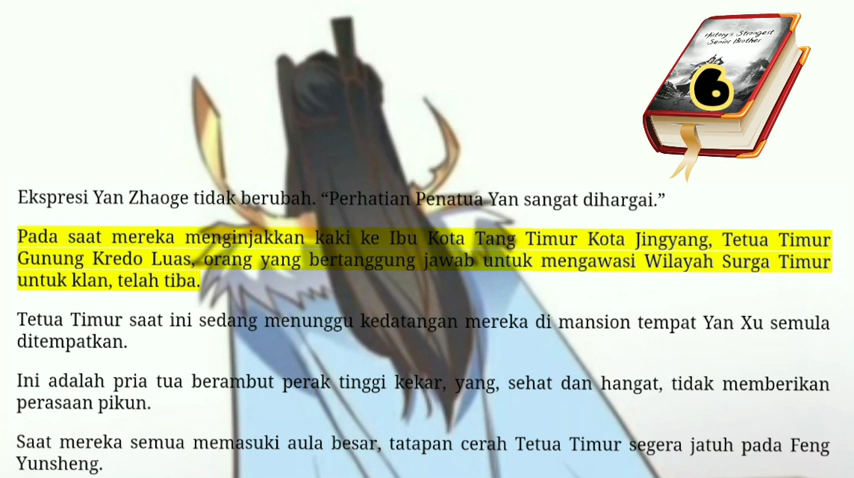 History's Strongest
Senior Brother
6
Ekspresi Yan Zhaoge tidak berubah. “Perhatian Penatua Yan sangat dihargai.”
Pada saat mereka menginjakkan kaki ke Ibu Kota Tang Timur Kota Jingyang, Tetua Timur
Gunung Kredo Luas, orang yang bertanggung jawab untuk mengawasi Wilayah Surga Timur
untuk klan, telah tiba.
Tetua Timur saat ini sedang menunggu kedatangan mereka di mansion tempat Yan Xu semula
ditempatkan.
Ini adalah pria tua berambut perak tinggi kekar, yang, sehat dan hangat, tidak memberikan
perasaan pikun.
Saat mereka semua memasuki aula besar, tatapan cerah Tetua Timur segera jatuh pada Feng
Yunsheng.